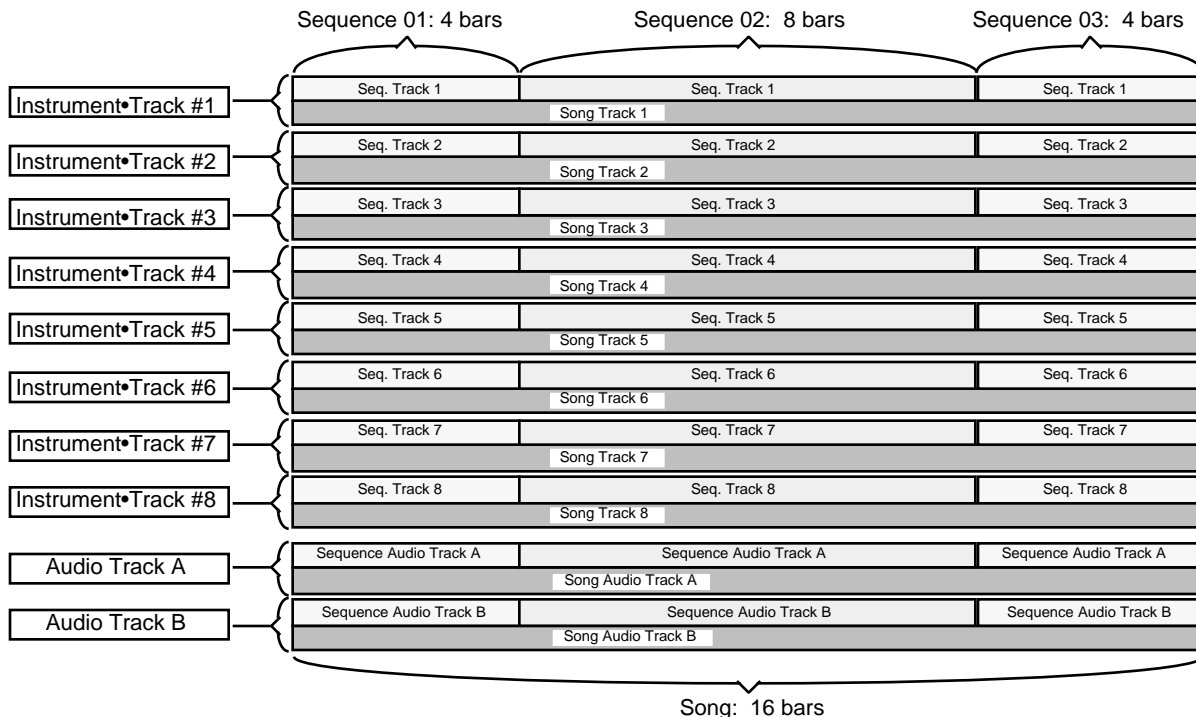 Sequence 01: 4 bars Sequence 02:  8 bars Sequence 03:  4 bars
Instrument•Track #1 Seq. Track 1 Seq. Track 1 Seq. Track 1
Song Track 1
Instrument•Track #2 Seq. Track 2 Seq. Track 2 Seq. Track 2
Song Track 2
Instrument•Track #3 Seq. Track 3 Seq. Track 3 Seq. Track 3
Song Track 3
Instrument•Track #4 Seq. Track 4 Seq. Track 4 Seq. Track 4
Song Track 4
Instrument•Track #5 Seq. Track 5 Seq. Track 5 Seq. Track 5
Song Track 5
Instrument•Track #6 Seq. Track 6 Seq. Track 6 Seq. Track 6
Song Track 6
Instrument•Track #7 Seq. Track 7 Seq. Track 7 Seq. Track 7
Song Track 7
Instrument•Track #8 Seq. Track 8 Seq. Track 8 Seq. Track 8
Song Track 8
Audio Track A Sequence Audio Track A Sequence Audio Track A Sequence Audio Track A
Song Audio Track A
Audio Track B Sequence Audio Track B Sequence Audio Track B Sequence Audio Track B
Song Audio Track B
Song:  16 bars